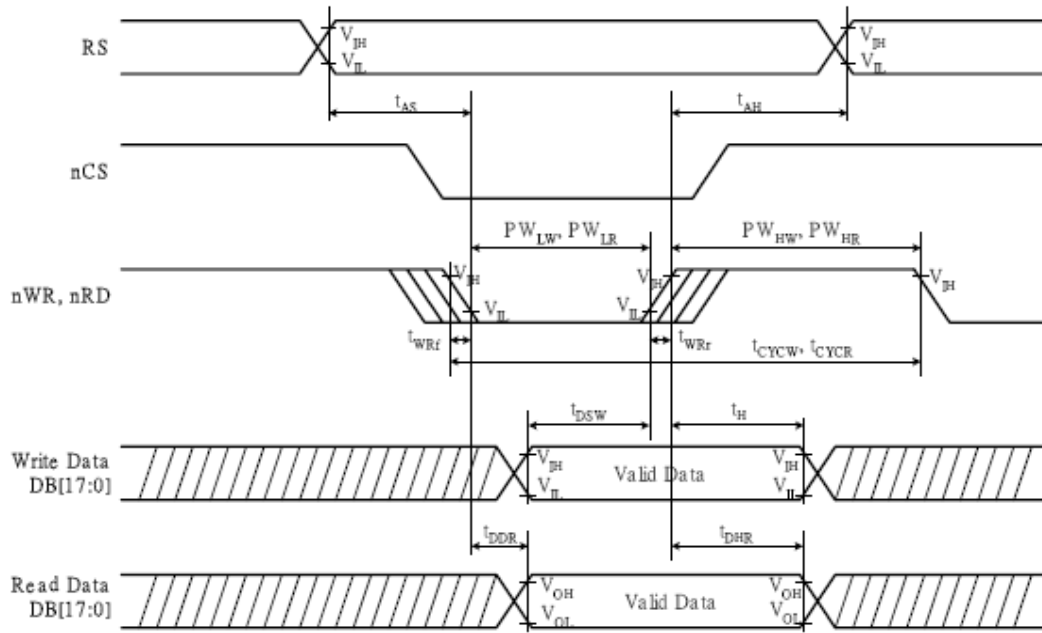 RS
V_IH
V_IL
V_IH
V_IL
t_AS
t_AH
nCS
PW_LW, PW_LR
PW_HW, PW_HR
nWR, nRD
V_IH
V_IL
V_IH
V_IL
V_IH
t_WRf
t_WRr
t_CYCW, t_CYCR
t_DSW
t_H
Write Data
DB[17:0]
V_IH
V_IL
Valid Data
V_IH
V_IL
t_DDR
t_DHR
Read Data
DB[17:0]
V_OH
V_OL
Valid Data
V_OH
V_OL